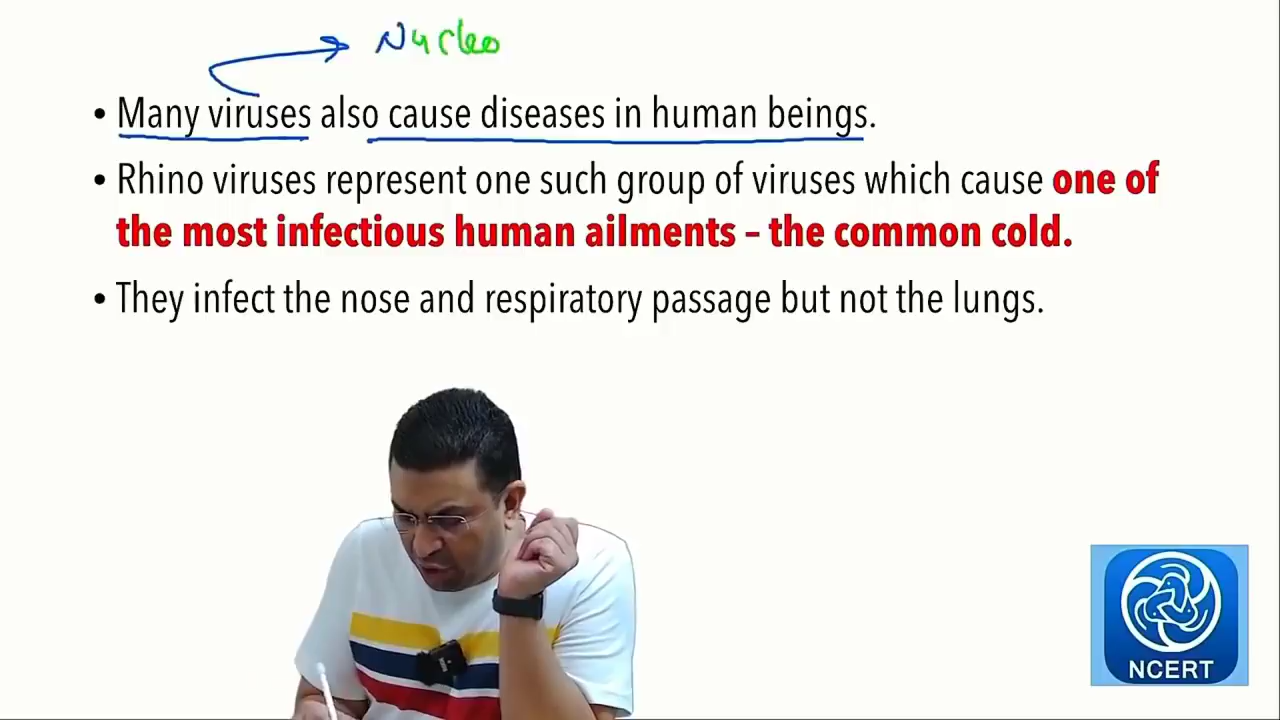 Nucleo
• Many viruses also cause diseases in human beings.
• Rhino viruses represent one such group of viruses which cause one of
the most infectious human ailments – the common cold.
• They infect the nose and respiratory passage but not the lungs.
NCERT